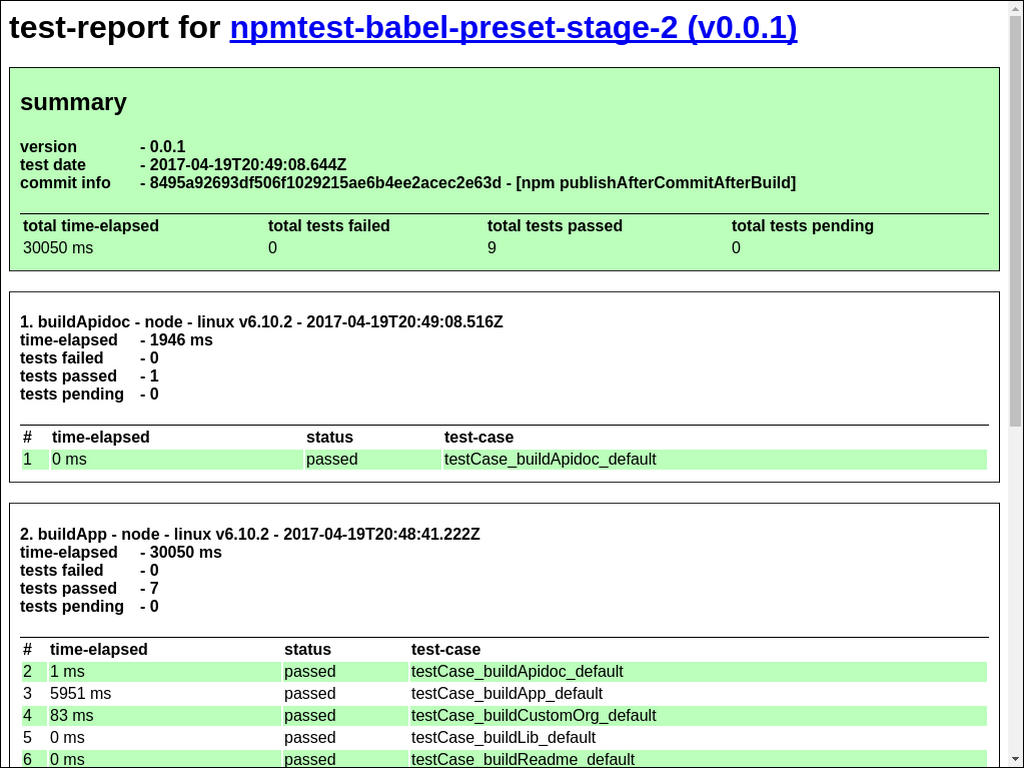 test-report for npmtest-babel-preset-stage-2 (v0.0.1)
summary
version - 0.0.1
test date - 2017-04-19T20:49:08.644Z
commit info - 8495a92693df506f1029215ae6b4ee2acec2e63d - [npm publishAfterCommitAfterBuild]
total time-elapsed total tests failed total tests passed total tests pending
30050 ms 0 9 0
1. buildApidoc - node - linux v6.10.2 - 2017-04-19T20:49:08.516Z
time-elapsed - 1946 ms
tests failed - 0
tests passed - 1
tests pending - 0
# time-elapsed status test-case
1 0 ms passed testCase_buildApidoc_default
2. buildApp - node - linux v6.10.2 - 2017-04-19T20:48:41.222Z
time-elapsed - 30050 ms
tests failed - 0
tests passed - 7
tests pending - 0
# time-elapsed status test-case
2 1 ms passed testCase_buildApidoc_default
3 5951 ms passed testCase_buildApp_default
4 83 ms passed testCase_buildCustomOrg_default
5 0 ms passed testCase_buildLib_default
6 0 ms passed testCase_buildReadme_default